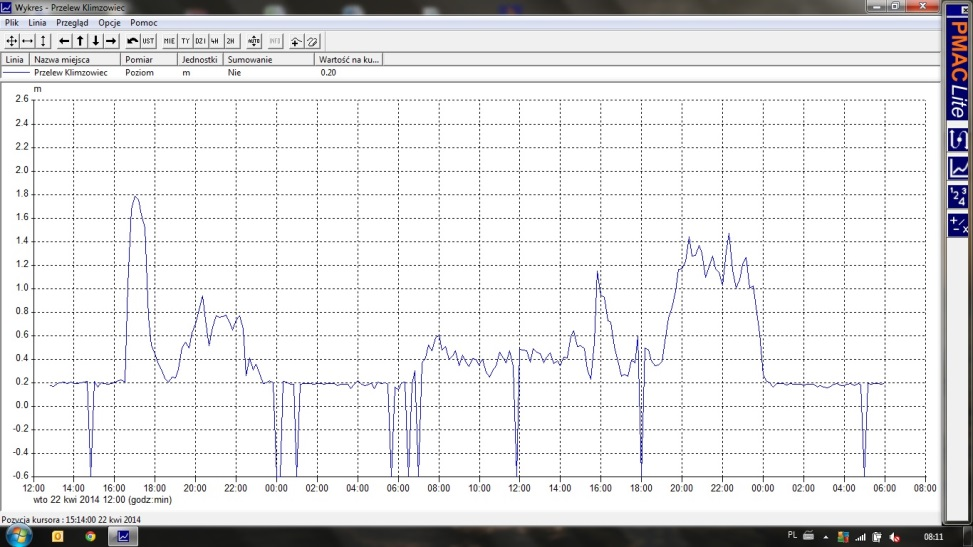 Wykres - Przelew Klimzowiec
Plik Linia Przegląd Opcje Pomoc
UST MIE TY DZI 4H 2H
Linia Nazwa miejsca Pomiar Jednostki Sumowanie Wartość na ku...
Przelew Klimzowiec Poziom m Nie 0.20
m
2.6
2.4
2.2
2.0
1.8
1.6
1.4
1.2
1.0
0.8
0.6
0.4
0.2
0.0
-0.2
-0.4
-0.6
12:00 14:00 16:00 18:00 20:00 22:00 00:00 02:00 04:00 06:00 08:00 10:00 12:00 14:00 16:00 18:00 20:00 22:00 00:00 02:00 04:00 06:00 08:00
wto 22 kwi 2014 12:00 (godz:min)
Pozycja kursora : 15:14:00 22 kwi 2014
PMAC Lite
1 2 3 4
+ / - x
PL 08:11